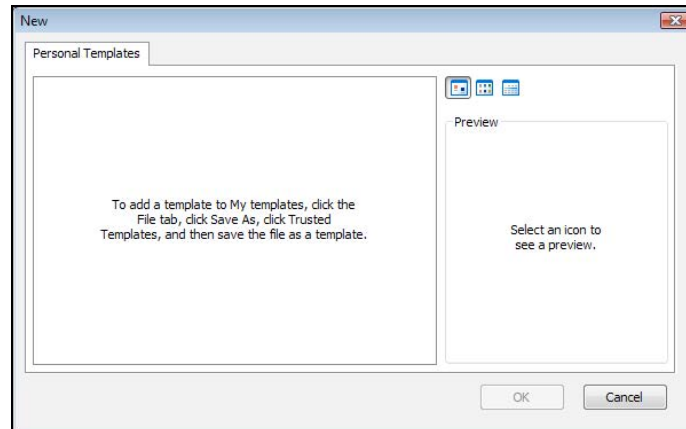 New
Personal Templates
Preview
To add a template to My templates, click the
File tab, click Save As, click Trusted
Templates, and then save the file as a template.
Select an icon to
see a preview.
OK
Cancel